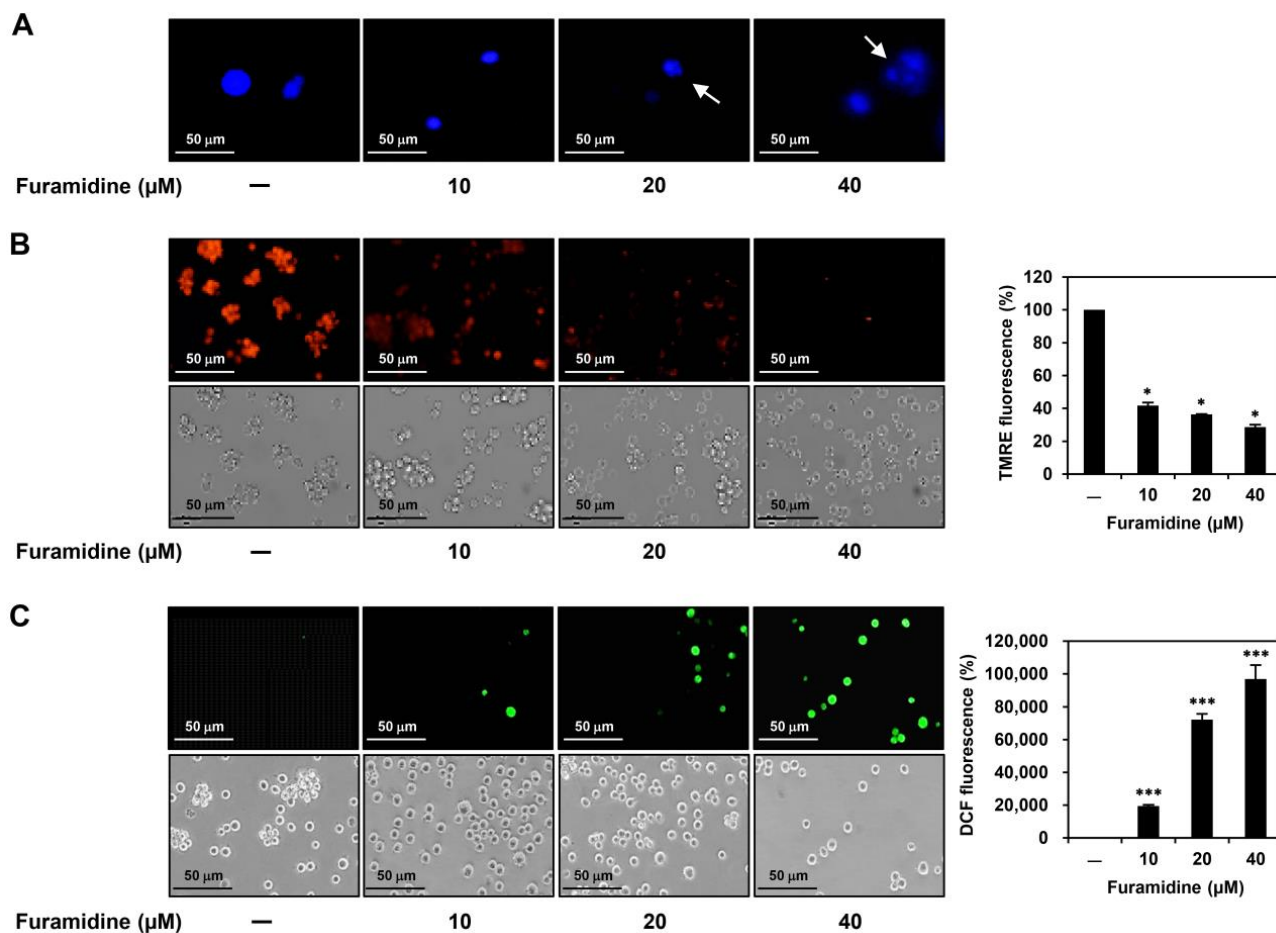 A
50 µm 50 µm 50 µm 50 µm
Furamidine (µM) — 10 20 40
B
50 µm 50 µm 50 µm 50 µm
50 µm 50 µm 50 µm 50 µm
Furamidine (µM) — 10 20 40
TMRE fluorescence (%)
120
100
80
60
40
20
0
* * *
— 10 20 40
Furamidine (µM)
C
50 µm 50 µm 50 µm 50 µm
50 µm 50 µm 50 µm 50 µm
Furamidine (µM) — 10 20 40
DCF fluorescence (%)
120,000
100,000
80,000
60,000
40,000
20,000
0
*** *** ***
— 10 20 40
Furamidine (µM)